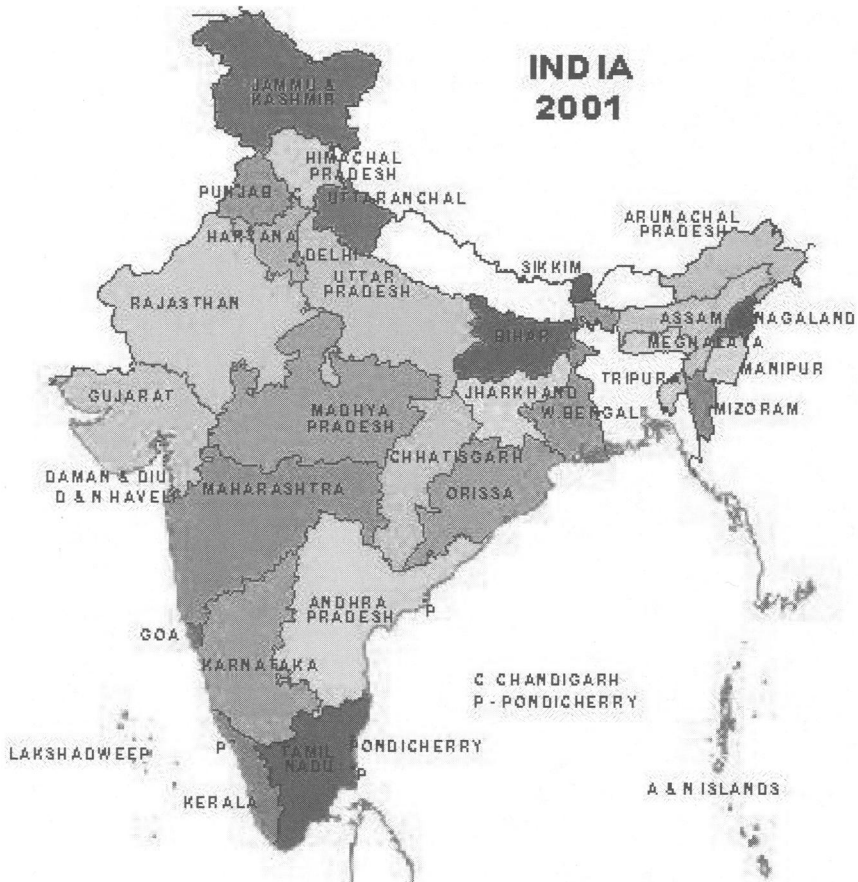 INDIA
2001
JAMMU &
KASHMIR
HIMACHAL
PRADESH
PUNJAB
C
UTTARANCHAL
HARYANA
DELHI
ARUNACHAL
PRADESH
SIKKIM
UTTAR
PRADESH
RAJASTHAN
ASSAM
NAGALAND
BIHAR
MEGHALAYA
MANIPUR
TRIPURA
GUJARAT
JHARKHAND
MIZORAM
W.BENGAL
MADHYA
PRADESH
CHHATISGARH
DAMAN & DIU
D & N HAVELI
MAHARASHTRA
ORISSA
ANDHRA
PRADESH
P
GOA
KARNATAKA
C CHANDIGARH
P - PONDICHERRY
LAKSHADWEEP
P
TAMIL
NADU
PONDICHERRY
P
KERALA
A & N ISLANDS